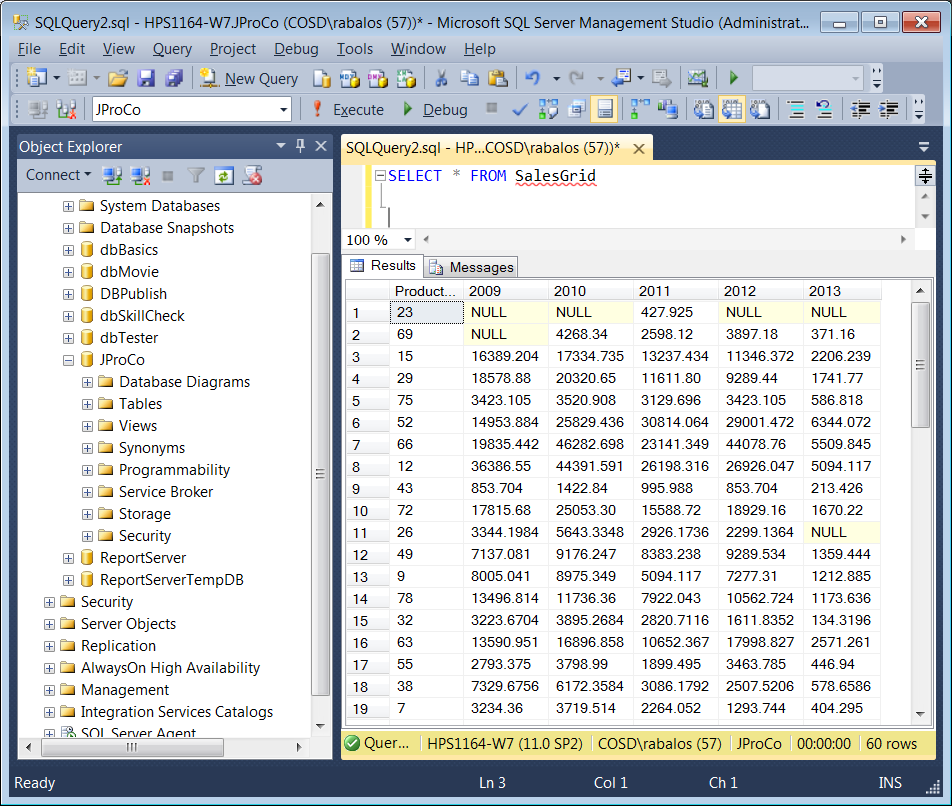 SQLQuery2.sql - HPS1164-W7.JProCo (COSD\rabalos (57))* - Microsoft SQL Server Management Studio (Administrat...
File Edit View Query Project Debug Tools Window Help
New Query
JProCo Execute Debug
Object Explorer
Connect
System Databases
Database Snapshots
dbBasics
dbMovie
DBPublish
dbSkillCheck
dbTester
JProCo
Database Diagrams
Tables
Views
Synonyms
Programmability
Service Broker
Storage
Security
ReportServer
ReportServerTempDB
Security
Server Objects
Replication
AlwaysOn High Availability
Management
Integration Services Catalogs
SQL Server Agent
SQLQuery2.sql - HP...COSD\rabalos (57))*
SELECT * FROM SalesGrid
100 %
Results Messages
Product... 2009 2010 2011 2012 2013
1 23 NULL NULL 427.925 NULL NULL
2 69 NULL 4268.34 2598.12 3897.18 371.16
3 15 16389.204 17334.735 13237.434 11346.372 2206.239
4 29 18578.88 20320.65 11611.80 9289.44 1741.77
5 75 3423.105 3520.908 3129.696 3423.105 586.818
6 52 14953.884 25829.436 30814.064 29001.472 6344.072
7 66 19835.442 46282.698 23141.349 44078.76 5509.845
8 12 36386.55 44391.591 26198.316 26926.047 5094.117
9 43 853.704 1422.84 995.988 853.704 213.426
10 72 17815.68 25053.30 15588.72 18929.16 1670.22
11 26 3344.1984 5643.3348 2926.1736 2299.1364 NULL
12 49 7137.081 9176.247 8383.238 9289.534 1359.444
13 9 8005.041 8975.349 5094.117 7277.31 1212.885
14 78 13496.814 11736.36 7922.043 10562.724 1173.636
15 32 3223.6704 3895.2684 2820.7116 1611.8352 134.3196
16 63 13590.951 16896.858 10652.367 17998.827 2571.261
17 55 2793.375 3798.99 1899.495 3463.785 446.94
18 38 7329.6756 6172.3584 3086.1792 2507.5206 578.6586
19 7 3234.36 3719.514 2264.052 1293.744 404.295
Quer... HPS1164-W7 (11.0 SP2) COSD\rabalos (57) JProCo 00:00:00 60 rows
Ready Ln 3 Col 1 Ch 1 INS